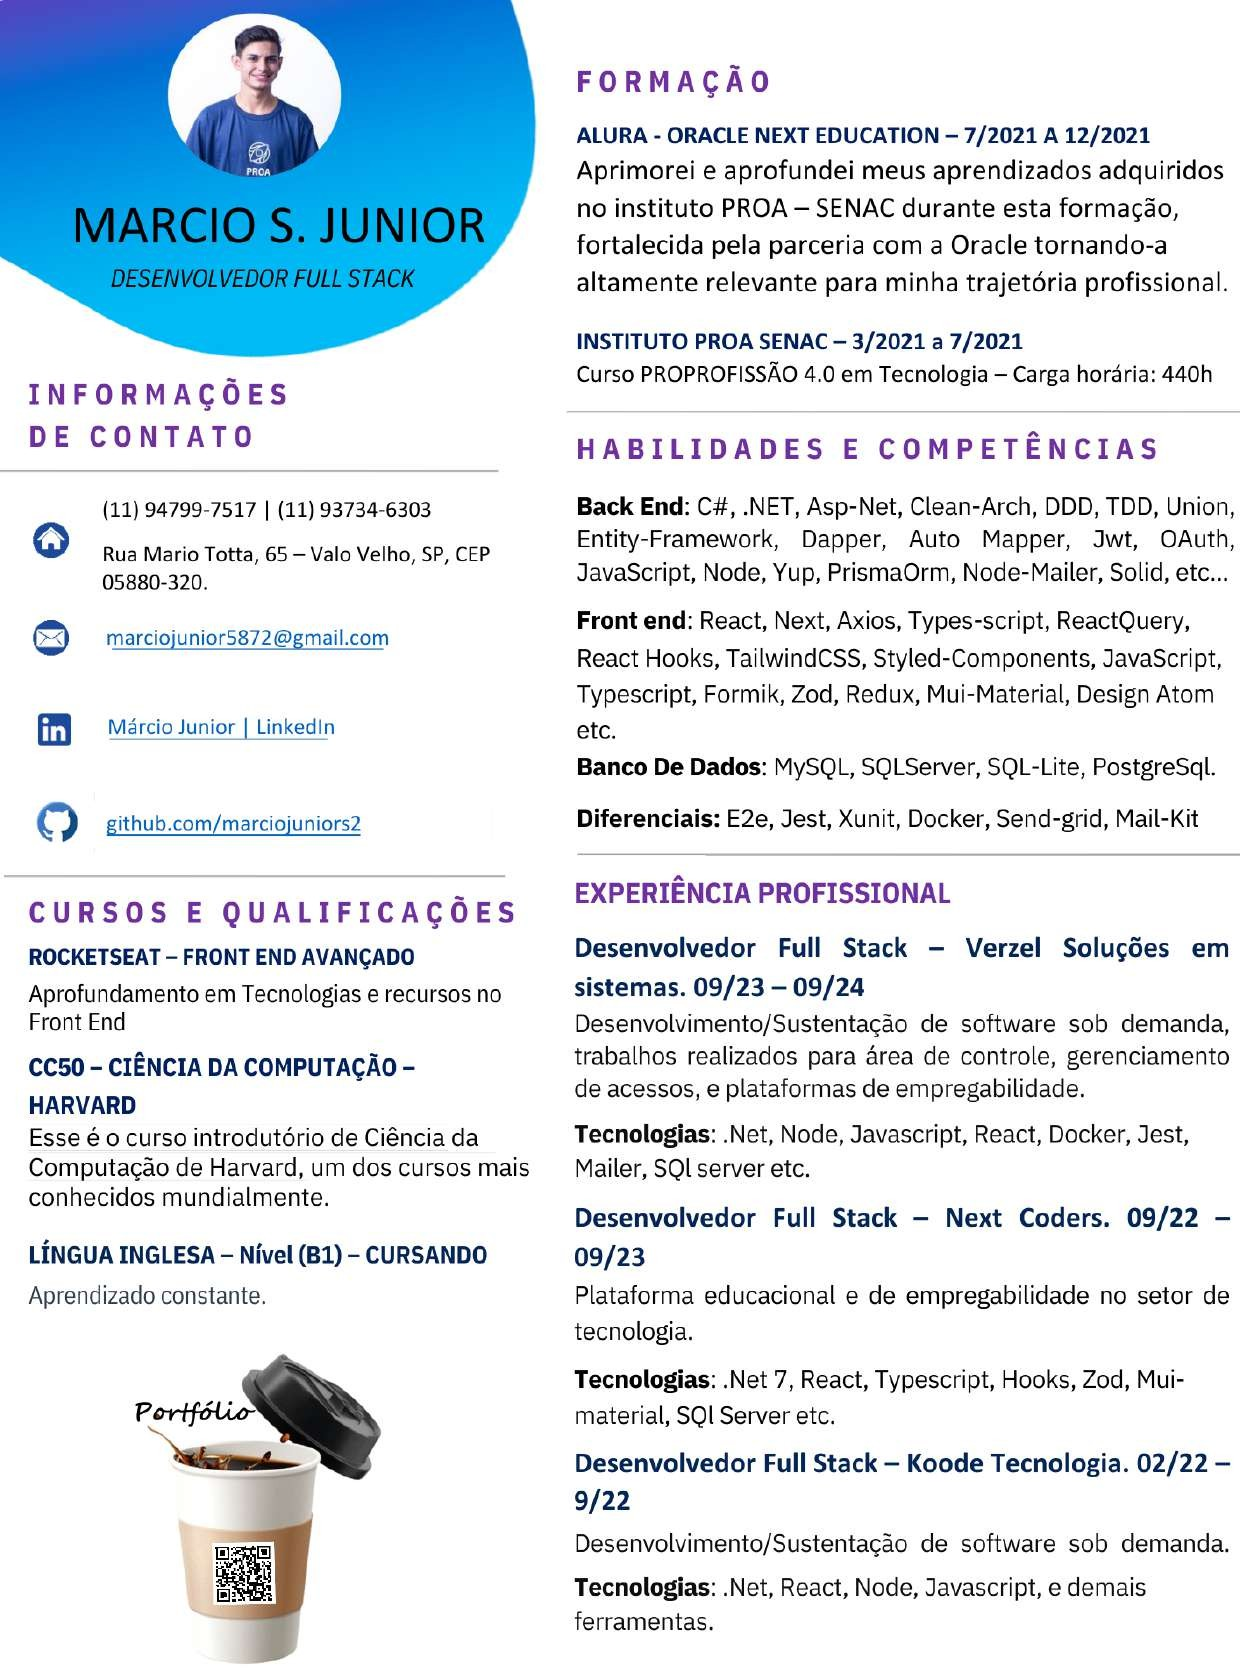 PROA
MARCIO S. JUNIOR
DESENVOLVEDOR FULL STACK
INFORMAÇÕES
DE CONTATO
(11) 94799-7517 | (11) 93734-6303
Rua Mario Totta, 65 – Valo Velho, SP, CEP
05880-320.
marciojunior5872@gmail.com
Márcio Junior | LinkedIn
github.com/marciojuniors2
CURSOS E QUALIFICAÇÕES
ROCKETSEAT – FRONT END AVANÇADO
Aprofundamento em Tecnologias e recursos no
Front End
CC50 – CIÊNCIA DA COMPUTAÇÃO –
HARVARD
Esse é o curso introdutório de Ciência da
Computação de Harvard, um dos cursos mais
conhecidos mundialmente.
LÍNGUA INGLESA – Nível (B1) – CURSANDO
Aprendizado constante.
Portfólio
FORMAÇÃO
ALURA - ORACLE NEXT EDUCATION – 7/2021 A 12/2021
Aprimorei e aprofundei meus aprendizados adquiridos
no instituto PROA – SENAC durante esta formação,
fortalecida pela parceria com a Oracle tornando-a
altamente relevante para minha trajetória profissional.
INSTITUTO PROA SENAC – 3/2021 a 7/2021
Curso PROPROFISSÃO 4.0 em Tecnologia – Carga horária: 440h
HABILIDADES E COMPETÊNCIAS
Back End: C#, .NET, Asp-Net, Clean-Arch, DDD, TDD, Union,
Entity-Framework, Dapper, Auto Mapper, Jwt, OAuth,
JavaScript, Node, Yup, PrismaOrm, Node-Mailer, Solid, etc...
Front end: React, Next, Axios, Types-script, ReactQuery,
React Hooks, TailwindCSS, Styled-Components, JavaScript,
Typescript, Formik, Zod, Redux, Mui-Material, Design Atom
etc.
Banco De Dados: MySQL, SQLServer, SQL-Lite, PostgreSql.
Diferenciais: E2e, Jest, Xunit, Docker, Send-grid, Mail-Kit
EXPERIÊNCIA PROFISSIONAL
Desenvolvedor Full Stack – Verzel Soluções em
sistemas. 09/23 – 09/24
Desenvolvimento/Sustentação de software sob demanda,
trabalhos realizados para área de controle, gerenciamento
de acessos, e plataformas de empregabilidade.
Tecnologias: .Net, Node, Javascript, React, Docker, Jest,
Mailer, SQl server etc.
Desenvolvedor Full Stack – Next Coders. 09/22 –
09/23
Plataforma educacional e de empregabilidade no setor de
tecnologia.
Tecnologias: .Net 7, React, Typescript, Hooks, Zod, Mui-
material, SQl Server etc.
Desenvolvedor Full Stack – Koode Tecnologia. 02/22 –
9/22
Desenvolvimento/Sustentação de software sob demanda.
Tecnologias: .Net, React, Node, Javascript, e demais
ferramentas.